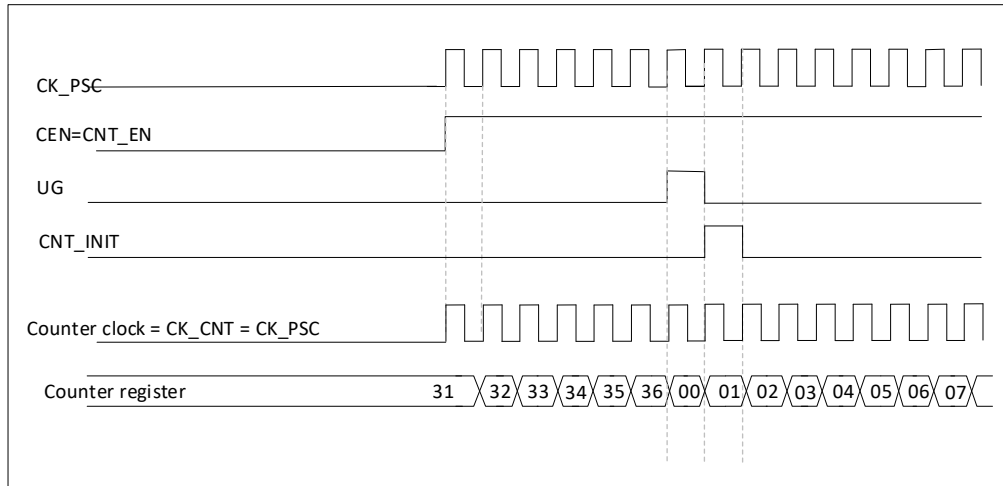 CK_PSC
CEN=CNT_EN
UG
CNT_INIT
Counter clock = CK_CNT = CK_PSC
Counter register 31 32 33 34 35 36 00 01 02 03 04 05 06 07